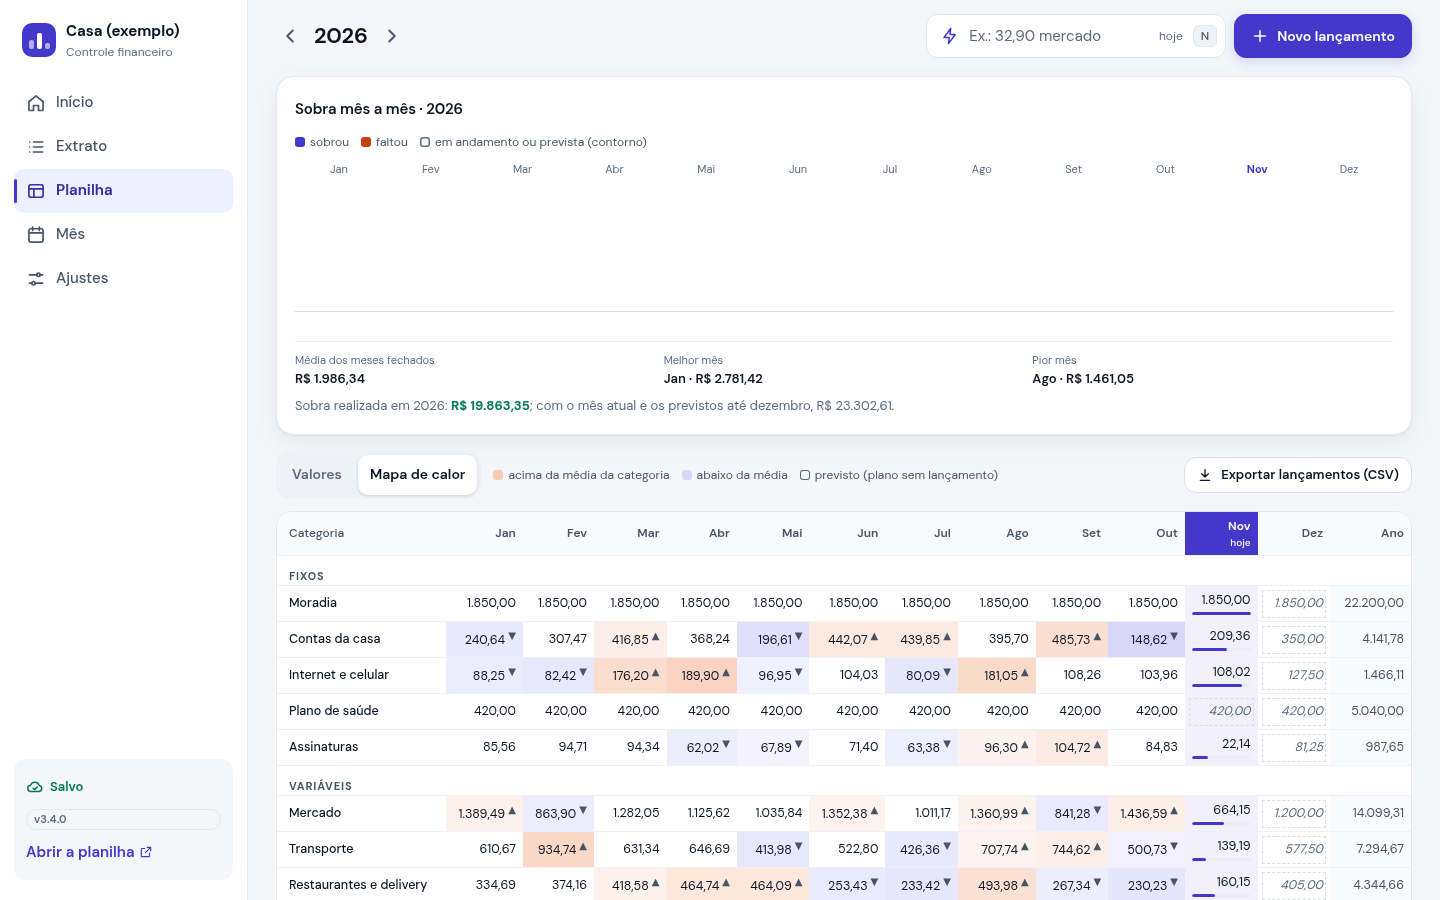 Casa (exemplo)
Controle financeiro
Início
Extrato
Planilha
Mês
Ajustes
Salvo
v3.4.0
Abrir a planilha
2026
Ex.: 32,90 mercado hoje N
Novo lançamento
Sobra mês a mês · 2026
sobrou faltou em andamento ou prevista (contorno)
Jan Fev Mar Abr Mai Jun Jul Ago Set Out Nov Dez
Média dos meses fechados Melhor mês Pior mês
R$ 1.986,34 Jan · R$ 2.781,42 Ago · R$ 1.461,05
Sobra realizada em 2026: R$ 19.863,35; com o mês atual e os previstos até dezembro, R$ 23.302,61.
Valores Mapa de calor acima da média da categoria abaixo da média previsto (plano sem lançamento) Exportar lançamentos (CSV)
Categoria Jan Fev Mar Abr Mai Jun Jul Ago Set Out Nov hoje Dez Ano
FIXOS
Moradia 1.850,00 1.850,00 1.850,00 1.850,00 1.850,00 1.850,00 1.850,00 1.850,00 1.850,00 1.850,00 1.850,00 1.850,00 22.200,00
Contas da casa 240,64 ▼ 307,47 416,85 ▲ 368,24 196,61 ▼ 442,07 ▲ 439,85 ▲ 395,70 485,73 ▲ 148,62 ▼ 209,36 350,00 4.141,78
Internet e celular 88,25 ▼ 82,42 ▼ 176,20 ▲ 189,90 ▲ 96,95 ▼ 104,03 80,09 ▼ 181,05 ▲ 108,26 103,96 108,02 127,50 1.466,11
Plano de saúde 420,00 420,00 420,00 420,00 420,00 420,00 420,00 420,00 420,00 420,00 420,00 420,00 5.040,00
Assinaturas 85,56 94,71 94,34 62,02 ▼ 67,89 ▼ 71,40 63,38 ▼ 96,30 ▲ 104,72 ▲ 84,83 22,14 81,25 987,65
VARIÁVEIS
Mercado 1.389,49 ▲ 863,90 ▼ 1.282,05 1.125,62 1.035,84 1.352,38 ▲ 1.011,17 1.360,99 ▲ 841,28 ▼ 1.436,59 ▲ 664,15 1.200,00 14.099,31
Transporte 610,67 934,74 ▲ 631,34 646,69 413,98 ▼ 522,80 426,36 ▼ 707,74 ▲ 744,62 ▲ 500,73 ▼ 139,19 577,50 7.294,67
Restaurantes e delivery 334,69 374,16 418,58 ▲ 464,74 ▲ 464,09 ▲ 253,43 ▼ 233,42 ▼ 493,98 ▲ 267,34 ▼ 230,23 ▼ 160,15 405,00 4.344,66